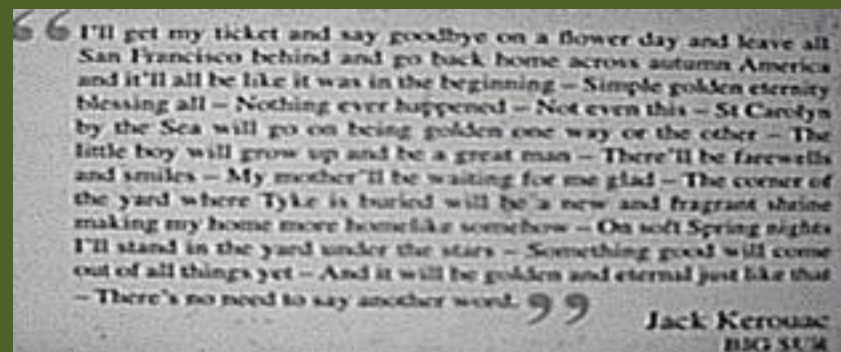 “I'll get my ticket and say goodbye on a flower day and leave all
San Francisco behind and go back home across autumn America
and it'll all be like it was in the beginning – Simple golden eternity
blessing all – Nothing ever happened – Not even this – St Carolyn
by the Sea will go on being golden one way or the other – The
little boy will grow up and be a great man – There'll be farewells
and smiles – My mother'll be waiting for me glad – The corner of
the yard where Tyke is buried will be a new and fragrant shrine
making my home more homelike somehow – On soft Spring nights
I'll stand in the yard under the stars – Something good will come
out of all things yet – And it will be golden and eternal just like that
– There's no need to say another word.”
Jack Kerouac
BIG SUR